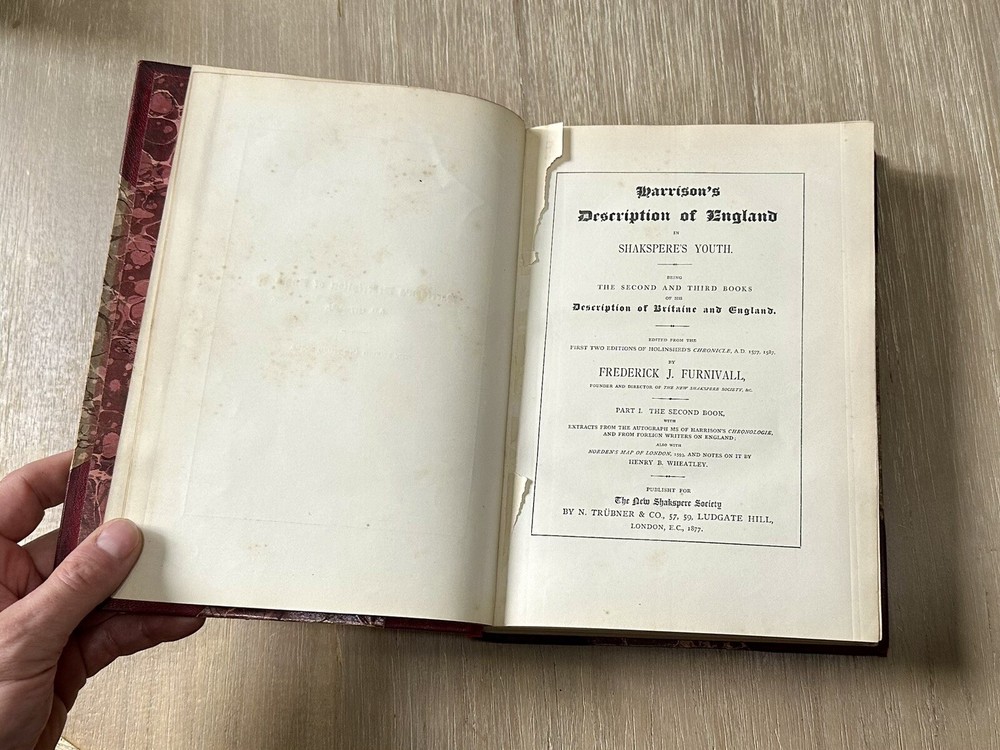 Harrison's
Description of England
IN
SHAKSPERE'S YOUTH.
BEING
THE SECOND AND THIRD BOOKS
OF HIS
Description of Britaine and England.
EDITED FROM THE
FIRST TWO EDITIONS OF HOLINSHED'S CHRONICLE, A.D. 1577, 1587,
BY
FREDERICK J. FURNIVALL,
FOUNDER AND DIRECTOR OF THE NEW SHAKSPERE SOCIETY, &C.
PART I. THE SECOND BOOK,
WITH
EXTRACTS FROM THE AUTOGRAPH MS OF HARRISON'S CHRONOLOGIE,
AND FROM FOREIGN WRITERS ON ENGLAND;
ALSO WITH
NORDEN'S MAP OF LONDON, 1593, AND NOTES ON IT BY
HENRY B. WHEATLEY.
PUBLISHT FOR
The New Shakspere Society
BY N. TRÜBNER & CO., 57, 59, LUDGATE HILL,
LONDON, E.C., 1877.